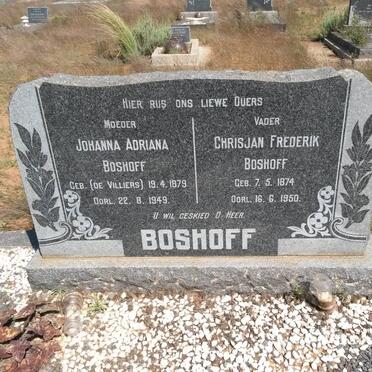 Hier rus ons liewe Ouers
Moeder
Johanna Adriana
Boshoff
Geb. (de Villiers) 19.4.1879
Oorl. 22.8.1949.
Vader
Chrisjan Frederik
Boshoff
Geb. 7.5.1874
Oorl. 16.6.1950.
U wil geskied O Heer.
BOSHOFF